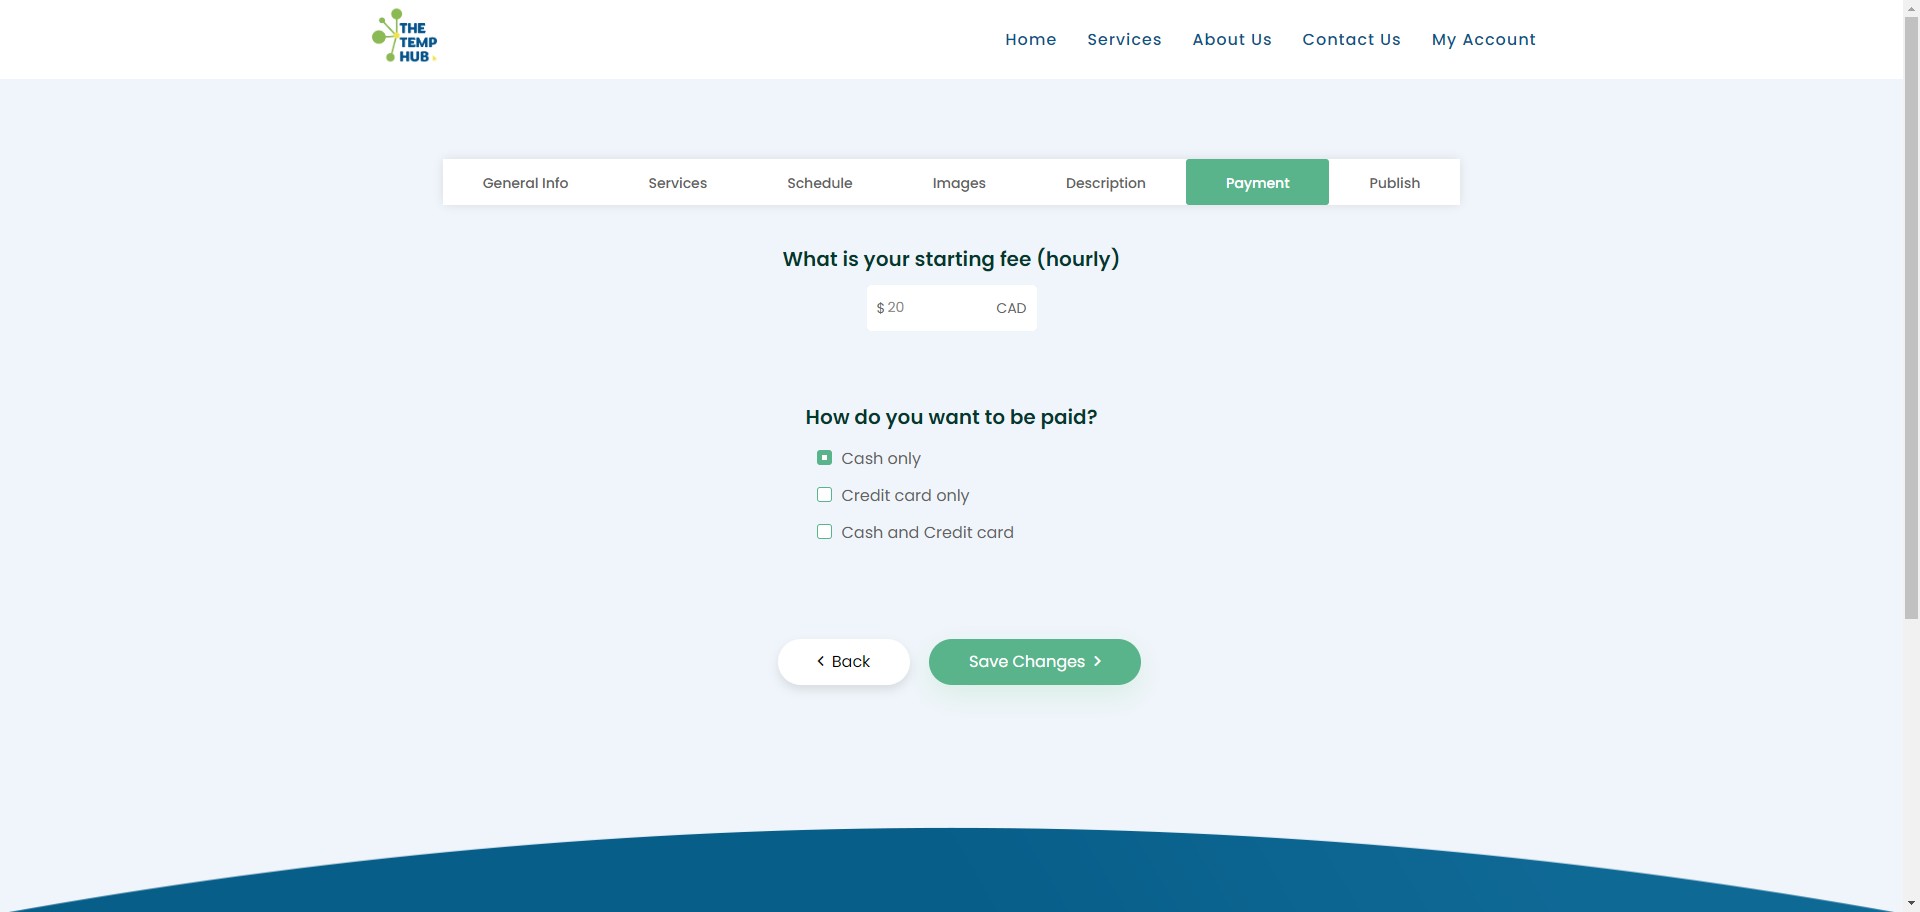 THE
TEMP
HUB
Home Services About Us Contact Us My Account
General Info Services Schedule Images Description Payment Publish
What is your starting fee (hourly)
$ 20 CAD
How do you want to be paid?
Cash only
Credit card only
Cash and Credit card
Back Save Changes